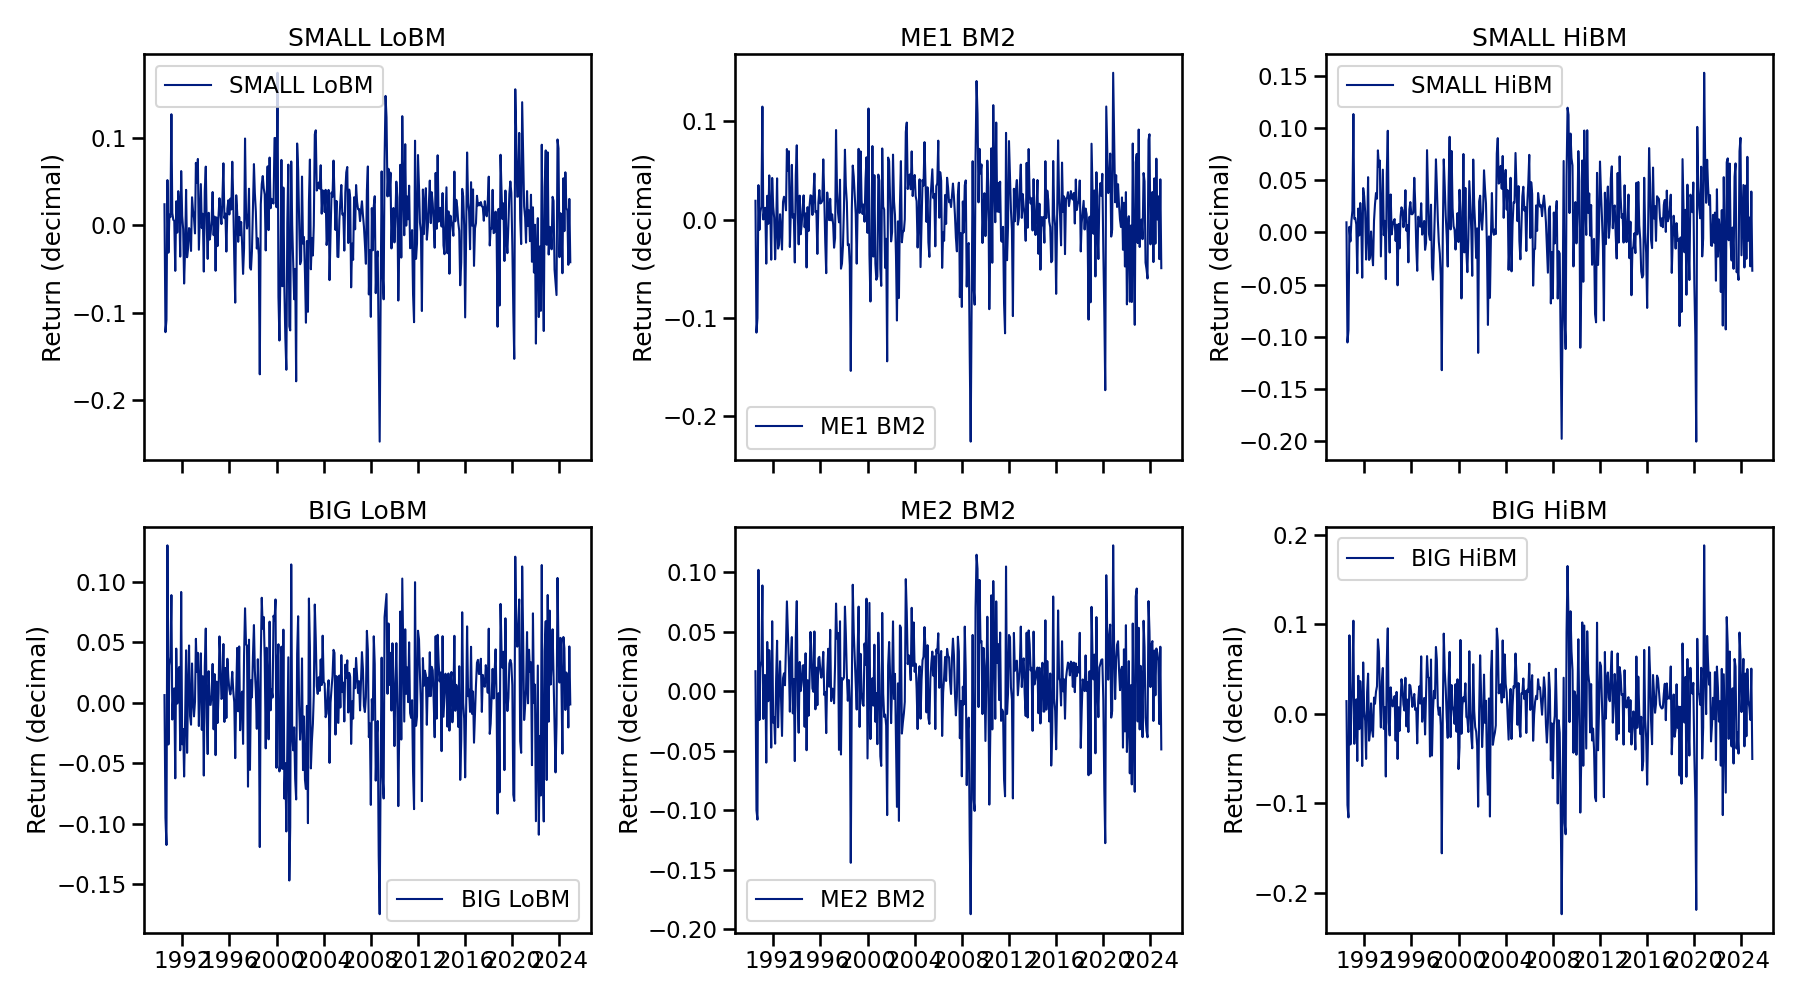 SMALL LoBM
ME1 BM2
SMALL HiBM
SMALL LoBM
0.1
0.0
−0.1
−0.2
Return (decimal)
ME1 BM2
0.1
0.0
−0.1
−0.2
Return (decimal)
SMALL HiBM
0.15
0.10
0.05
0.00
−0.05
−0.10
−0.15
−0.20
Return (decimal)
BIG LoBM
ME2 BM2
BIG HiBM
0.10
0.05
0.00
−0.05
−0.10
−0.15
Return (decimal)
BIG LoBM
1992 1996 2000 2004 2008 2012 2016 2020 2024
0.10
0.05
0.00
−0.05
−0.10
−0.15
−0.20
Return (decimal)
ME2 BM2
1992 1996 2000 2004 2008 2012 2016 2020 2024
BIG HiBM
0.2
0.1
0.0
−0.1
−0.2
Return (decimal)
1992 1996 2000 2004 2008 2012 2016 2020 2024